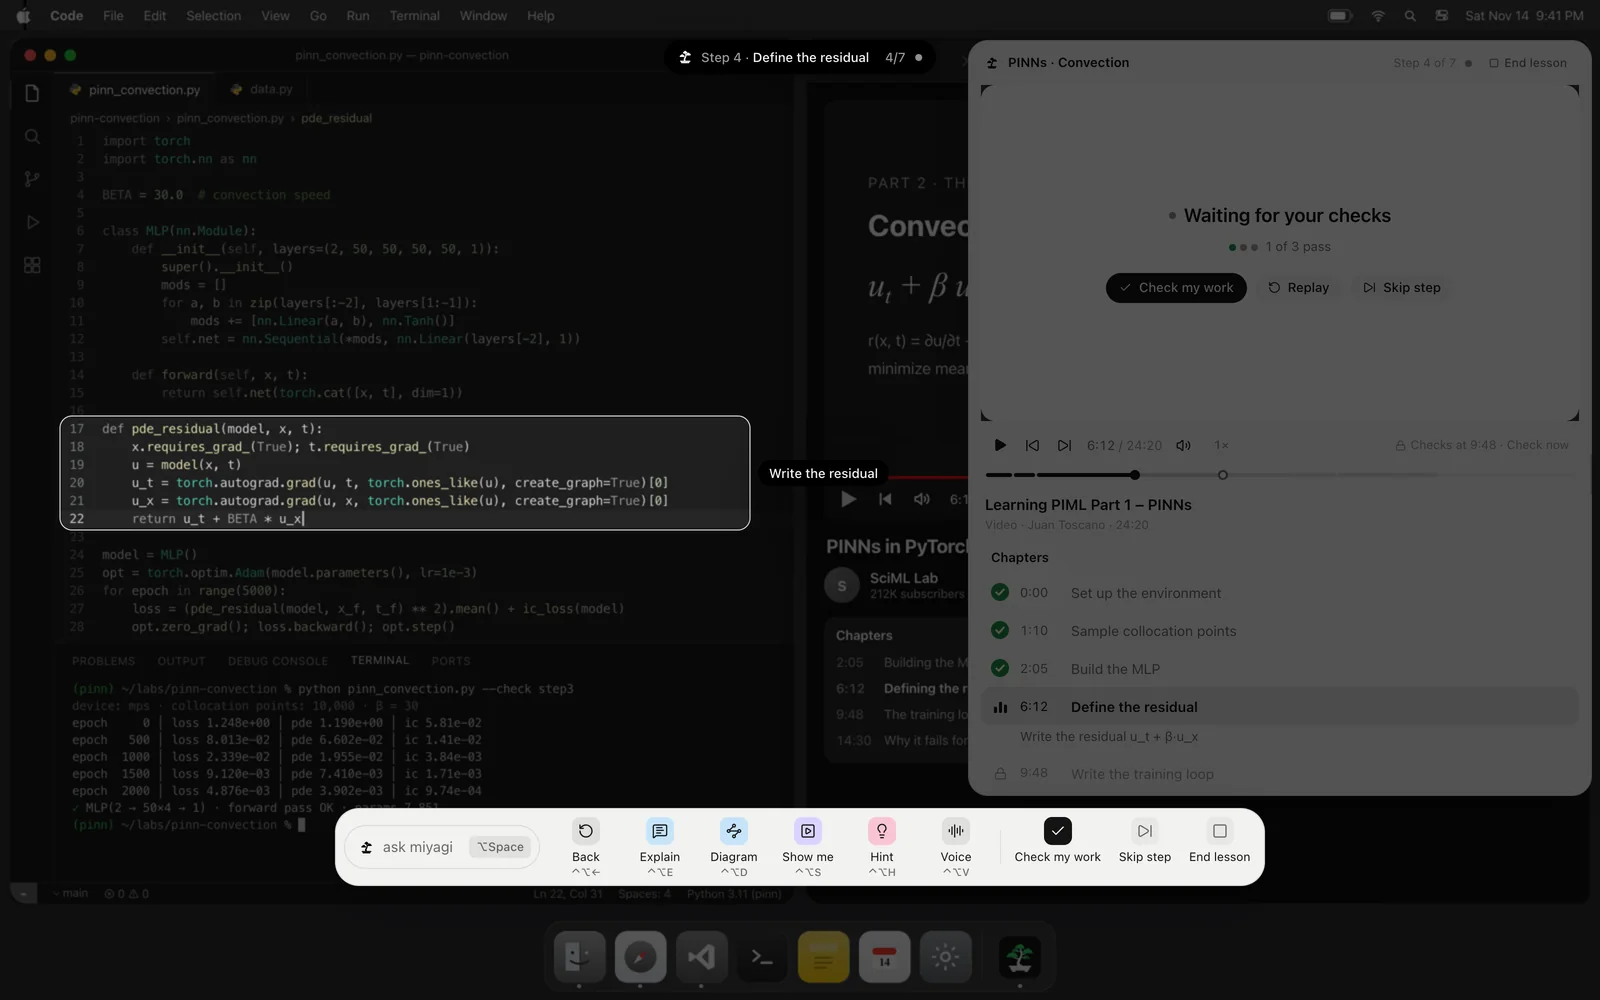 Code File Edit Selection View Go Run Terminal Window Help
Sat Nov 14 9:41 PM
pinn_convection.py — pinn-convection
Step 4 · Define the residual 4/7
pinn_convection.py
data.py
pinn-convection › pinn_convection.py › pde_residual
1 import torch
2 import torch.nn as nn
3
4 BETA = 30.0 # convection speed
5
6 class MLP(nn.Module):
7 def __init__(self, layers=(2, 50, 50, 50, 50, 1)):
8 super().__init__()
9 mods = []
10 for a, b in zip(layers[:-2], layers[1:-1]):
11 mods += [nn.Linear(a, b), nn.Tanh()]
12 self.net = nn.Sequential(*mods, nn.Linear(layers[-2], 1))
13
14 def forward(self, x, t):
15 return self.net(torch.cat([x, t], dim=1))
16
17 def pde_residual(model, x, t):
18 x.requires_grad_(True); t.requires_grad_(True)
19 u = model(x, t)
20 u_t = torch.autograd.grad(u, t, torch.ones_like(u), create_graph=True)[0]
21 u_x = torch.autograd.grad(u, x, torch.ones_like(u), create_graph=True)[0]
22 return u_t + BETA * u_x
23
24 model = MLP()
25 opt = torch.optim.Adam(model.parameters(), lr=1e-3)
26 for epoch in range(5000):
27 loss = (pde_residual(model, x_f, t_f) ** 2).mean() + ic_loss(model)
28 opt.zero_grad(); loss.backward(); opt.step()
Write the residual
PROBLEMS OUTPUT DEBUG CONSOLE TERMINAL PORTS
(pinn) ~/labs/pinn-convection % python pinn_convection.py --check step3
device: mps · collocation points: 10,000 · β = 30
epoch 0 | loss 1.248e+00 | pde 1.190e+00 | ic 5.81e-02
epoch 500 | loss 8.013e-02 | pde 6.602e-02 | ic 1.41e-02
epoch 1000 | loss 2.339e-02 | pde 1.955e-02 | ic 3.84e-03
epoch 1500 | loss 9.120e-03 | pde 7.410e-03 | ic 1.71e-03
epoch 2000 | loss 4.876e-03 | pde 3.902e-03 | ic 9.74e-04
✓ MLP(2 → 50×4 → 1) · forward pass OK · params 7,851
(pinn) ~/labs/pinn-convection %
main 0 0 Ln 22, Col 31 Spaces: 4 Python 3.11 (pinn)
PART 2 · TH
Convec
u_t + β u
r(x, t) = ∂u/∂t
minimize mea
6:1
PINNs in PyTorc
S
SciML Lab
212K subscribers
Chapters
2:05 Building the M
6:12 Defining the r
9:48 The training lo
14:30 Why it fails for
PINNs · Convection
Step 4 of 7
End lesson
Waiting for your checks
1 of 3 pass
Check my work Replay Skip step
6:12 / 24:20 1× Checks at 9:48 · Check now
Learning PIML Part 1 – PINNs
Video · Juan Toscano · 24:20
Chapters
0:00 Set up the environment
1:10 Sample collocation points
2:05 Build the MLP
6:12 Define the residual
Write the residual u_t + β·u_x
9:48 Write the training loop
ask miyagi ⌥Space
Back Explain Diagram Show me Hint Voice Check my work Skip step End lesson
^⌥← ^⌥E ^⌥D ^⌥S ^⌥H ^⌥V
14